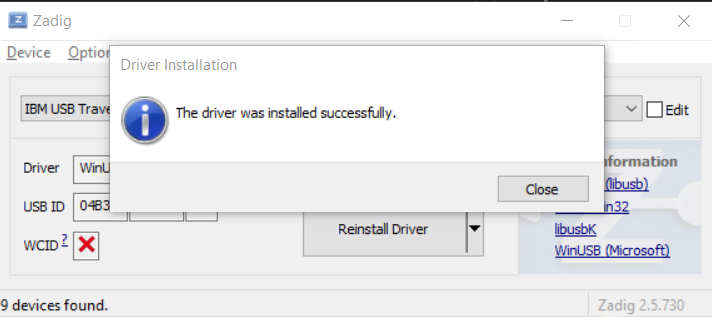 Zadig
Device Option
Driver Installation
The driver was installed successfully.
Close
IBM USB Trave
Edit
Driver WinU
USB ID 04B3
WCID ?
Reinstall Driver
nformation
(libusb)
in32
libusbK
WinUSB (Microsoft)
9 devices found.
Zadig 2.5.730